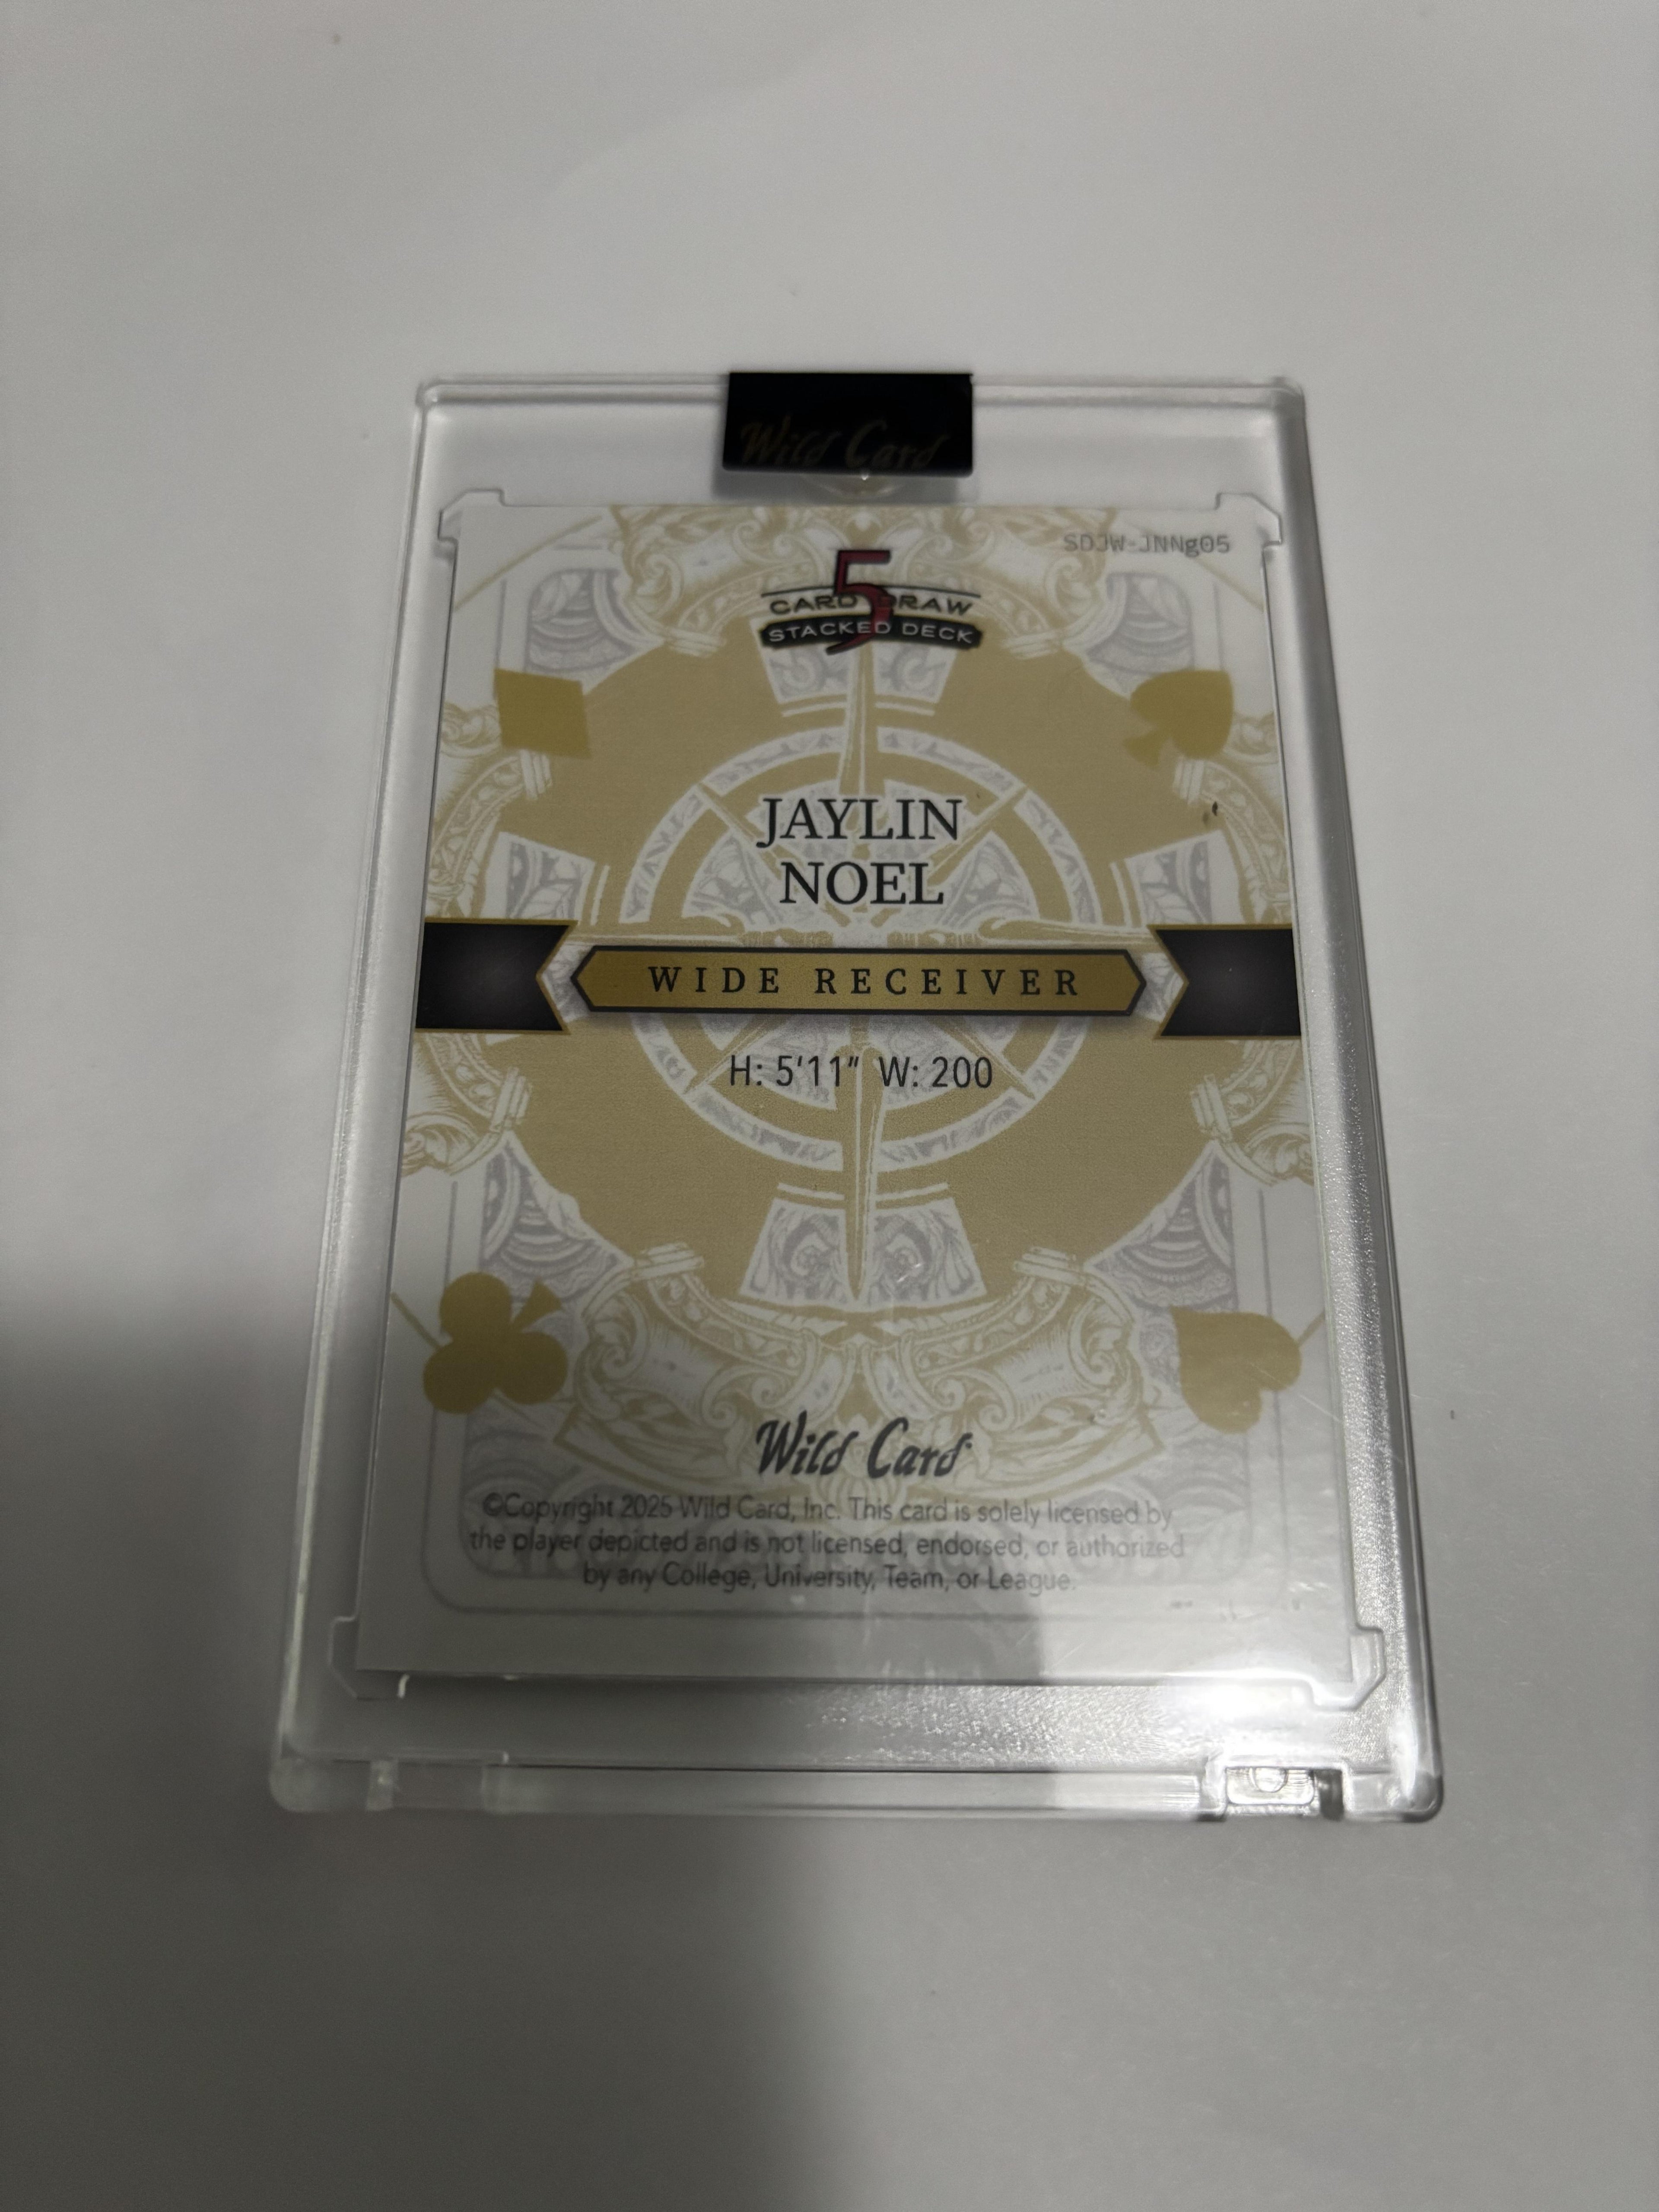 Wild Card
SDJW-JNNg05
5
CARD DRAW
STACKED DECK
JAYLIN
NOEL
WIDE RECEIVER
H: 5'11" W: 200
Wild Card
©Copyright 2025 Wild Card, Inc. This card is solely licensed by
the player depicted and is not licensed, endorsed, or authorized
by any College, University, Team, or League.